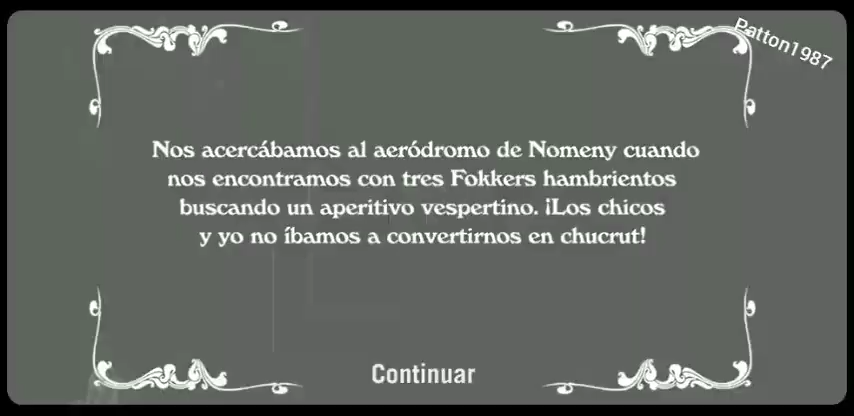 Patton1987
Nos acercábamos al aeródromo de Nomeny cuando
nos encontramos con tres Fokkers hambrientos
buscando un aperitivo vespertino. ¡Los chicos
y yo no íbamos a convertirnos en chucrut!
Continuar